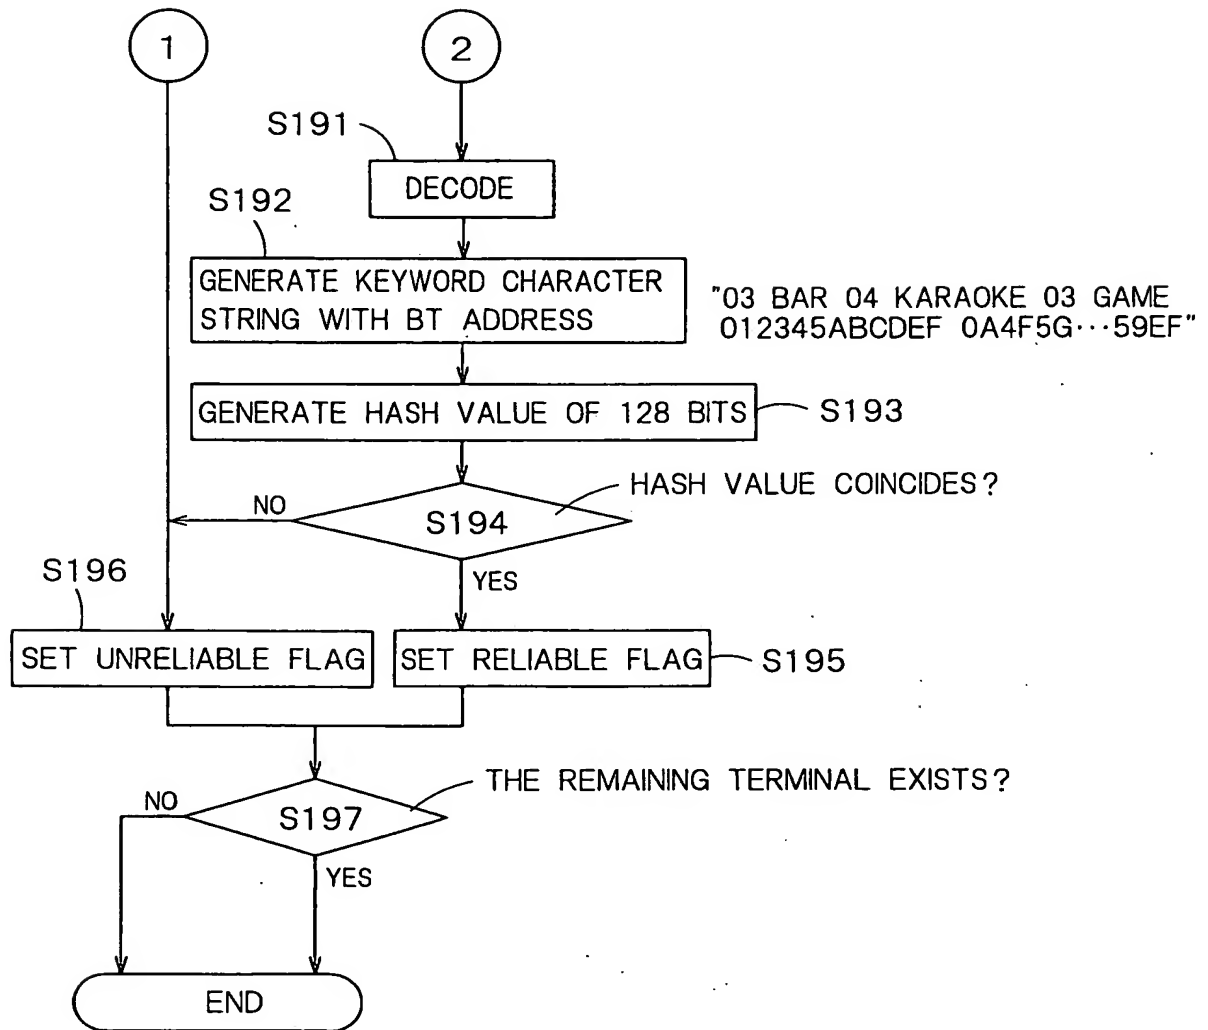 1
2
S191
DECODE
S192
GENERATE KEYWORD CHARACTER
STRING WITH BT ADDRESS
"03 BAR 04 KARAOKE 03 GAME
012345ABCDEF 0A4F5G···59EF"
GENERATE HASH VALUE OF 128 BITS
S193
HASH VALUE COINCIDES?
NO
S194
YES
S196
SET UNRELIABLE FLAG
SET RELIABLE FLAG
S195
THE REMAINING TERMINAL EXISTS?
NO
S197
YES
END